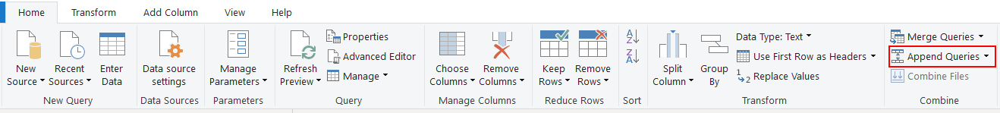 Home Transform Add Column View Help
New Source
Recent Sources
Enter Data
New Query
Data source settings
Data Sources
Manage Parameters
Parameters
Refresh Preview
Properties
Advanced Editor
Manage
Query
Choose Columns
Remove Columns
Manage Columns
Keep Rows
Remove Rows
Reduce Rows
A
Z
Z
A
Sort
Split Column
Group By
Data Type: Text
Use First Row as Headers
1
2
Replace Values
Transform
Merge Queries
Append Queries
Combine Files
Combine